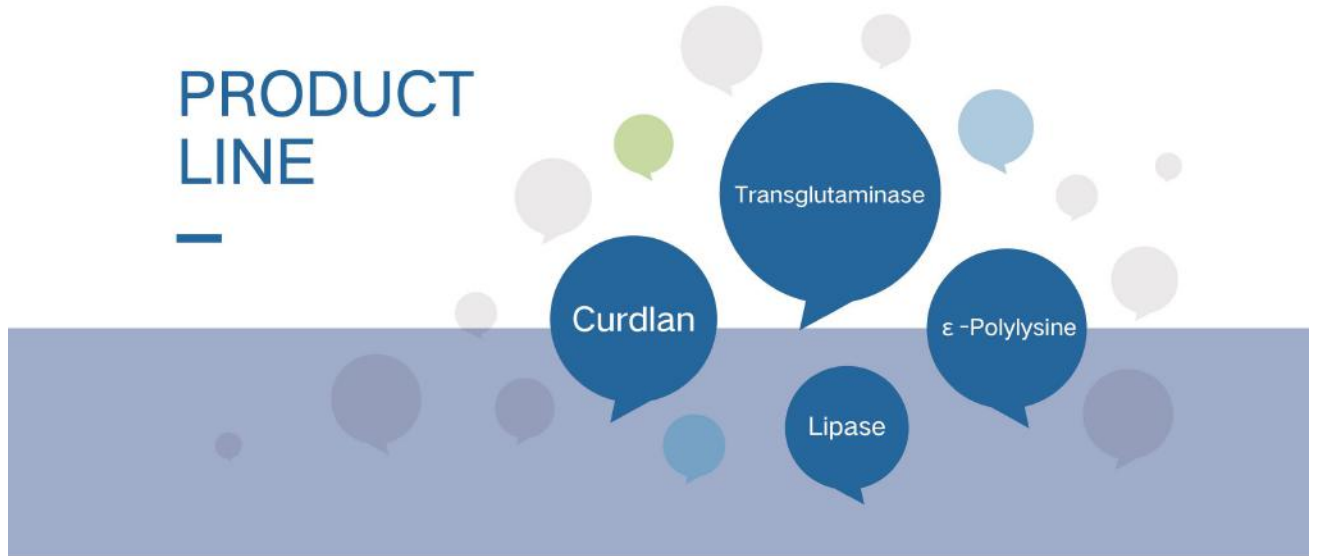 PRODUCT
LINE
Transglutaminase
Curdlan
ε -Polylysine
Lipase